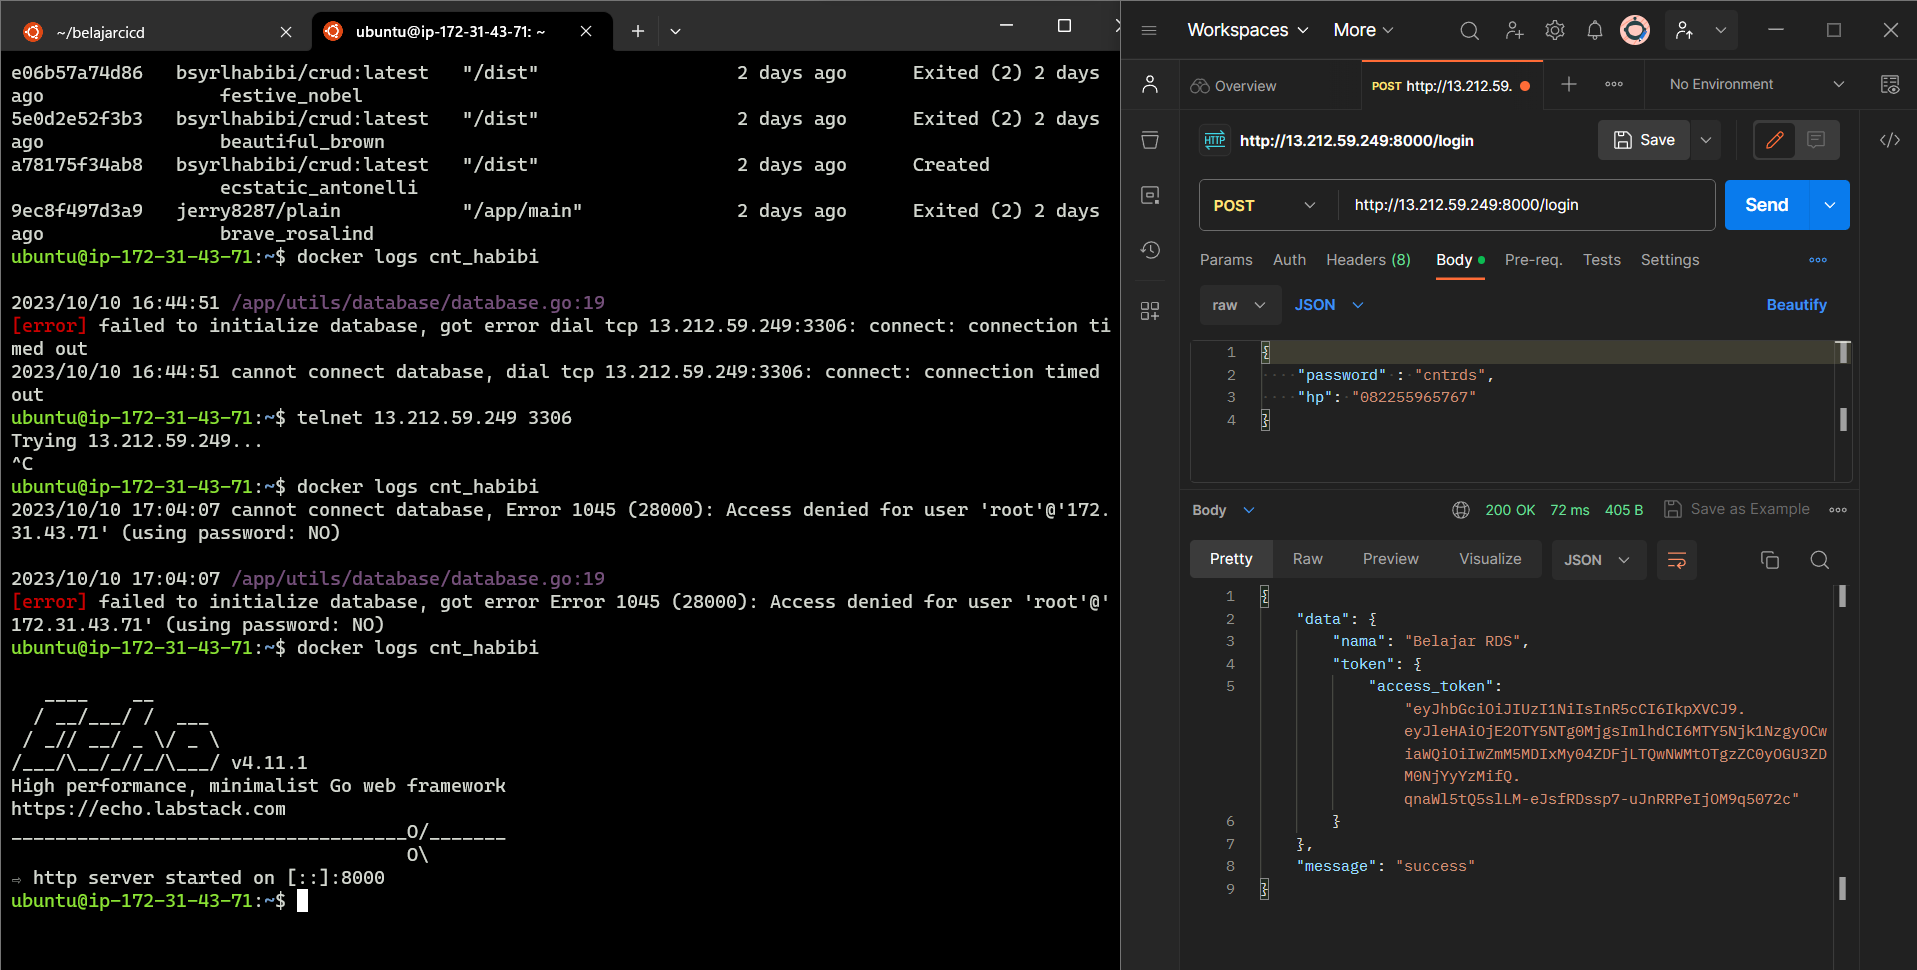 ~/belajarcicd
ubuntu@ip-172-31-43-71: ~
e06b57a74d86   bsyrlhabibi/crud:latest   "/dist"                  2 days ago      Exited (2) 2 days
ago                festive_nobel
5e0d2e52f3b3   bsyrlhabibi/crud:latest   "/dist"                  2 days ago      Exited (2) 2 days
ago                beautiful_brown
a78175f34ab8   bsyrlhabibi/crud:latest   "/dist"                  2 days ago      Created
                   ecstatic_antonelli
9ec8f497d3a9   jerry8287/plain           "/app/main"              2 days ago      Exited (2) 2 days
ago                brave_rosalind
ubuntu@ip-172-31-43-71:~$ docker logs cnt_habibi
2023/10/10 16:44:51 /app/utils/database/database.go:19
[error] failed to initialize database, got error dial tcp 13.212.59.249:3306: connect: connection ti
med out
2023/10/10 16:44:51 cannot connect database, dial tcp 13.212.59.249:3306: connect: connection timed
out
ubuntu@ip-172-31-43-71:~$ telnet 13.212.59.249 3306
Trying 13.212.59.249...
^C
ubuntu@ip-172-31-43-71:~$ docker logs cnt_habibi
2023/10/10 17:04:07 cannot connect database, Error 1045 (28000): Access denied for user 'root'@'172.
31.43.71' (using password: NO)
2023/10/10 17:04:07 /app/utils/database/database.go:19
[error] failed to initialize database, got error Error 1045 (28000): Access denied for user 'root'@'
172.31.43.71' (using password: NO)
ubuntu@ip-172-31-43-71:~$ docker logs cnt_habibi
   ____    __
  / __/___/ /  ___
 / _// __/ _ \/ _ \
/___/\__/_//_/\___/ v4.11.1
High performance, minimalist Go web framework
https://echo.labstack.com
____________________________________O/_______
                                    O\
⇨ http server started on [::]:8000
ubuntu@ip-172-31-43-71:~$
Workspaces
More
Overview
POST http://13.212.59.
No Environment
HTTP
http://13.212.59.249:8000/login
Save
</>
POST
http://13.212.59.249:8000/login
Send
Params
Auth
Headers (8)
Body
Pre-req.
Tests
Settings
raw
JSON
Beautify
1 {
2     "password" : "cntrds",
3     "hp": "082255965767"
4 }
Body
200 OK
72 ms
405 B
Save as Example
Pretty
Raw
Preview
Visualize
JSON
1 {
2     "data": {
3         "nama": "Belajar RDS",
4         "token": {
5             "access_token":
"eyJhbGciOiJIUzI1NiIsInR5cCI6IkpXVCJ9.
eyJleHAiOjE2OTY5NTg0MjgsImlhdCI6MTY5Njk1NzgyOCw
iaWQiOiIwZmM5MDIxMy04ZDFjLTQwNWMtOTgzZC0yOGU3ZD
M0NjYyYzMifQ.
qnaWl5tQ5slLM-eJsfRDssp7-uJnRRPeIjOM9q5072c"
6         }
7     },
8     "message": "success"
9 }